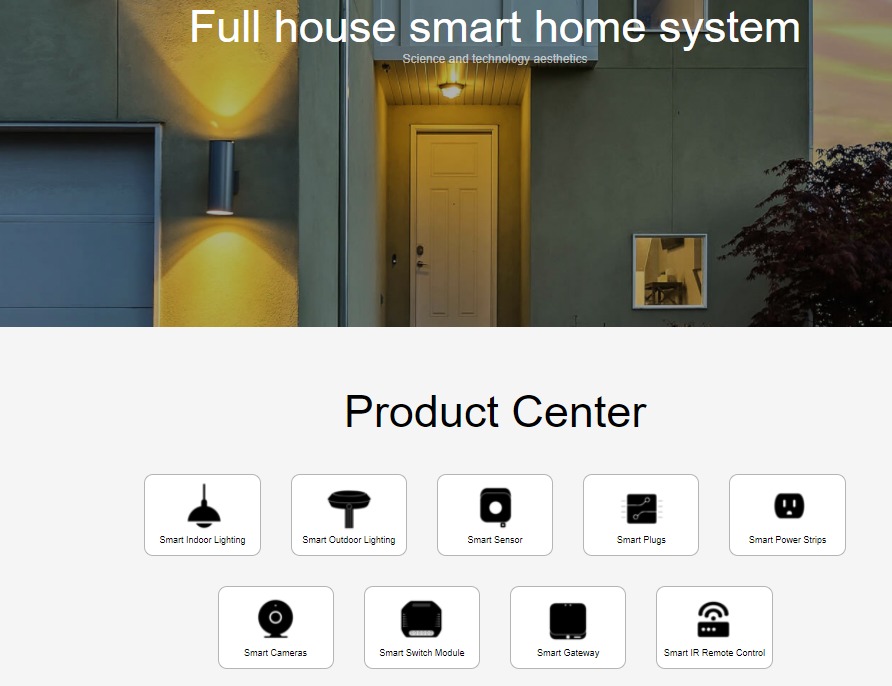 Full house smart home system
Science and technology aesthetics
Product Center
Smart Indoor Lighting
Smart Outdoor Lighting
Smart Sensor
Smart Plugs
Smart Power Strips
Smart Cameras
Smart Switch Module
Smart Gateway
Smart IR Remote Control